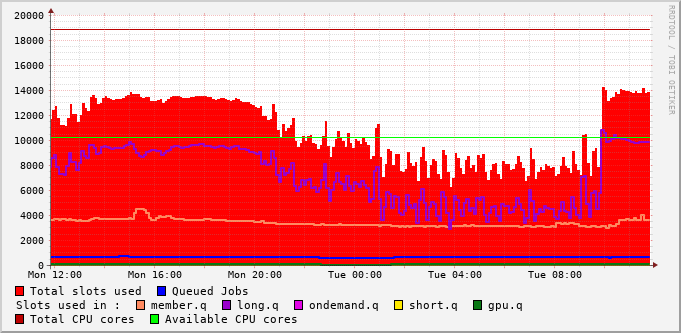 20000
18000
16000
14000
12000
10000
8000
6000
4000
2000
0
Mon 12:00 Mon 16:00 Mon 20:00 Tue 00:00 Tue 04:00 Tue 08:00
Total slots used Queued Jobs
Slots used in : member.q long.q ondemand.q short.q gpu.q
Total CPU cores Available CPU cores
RRDTOOL / TOBI OETIKER